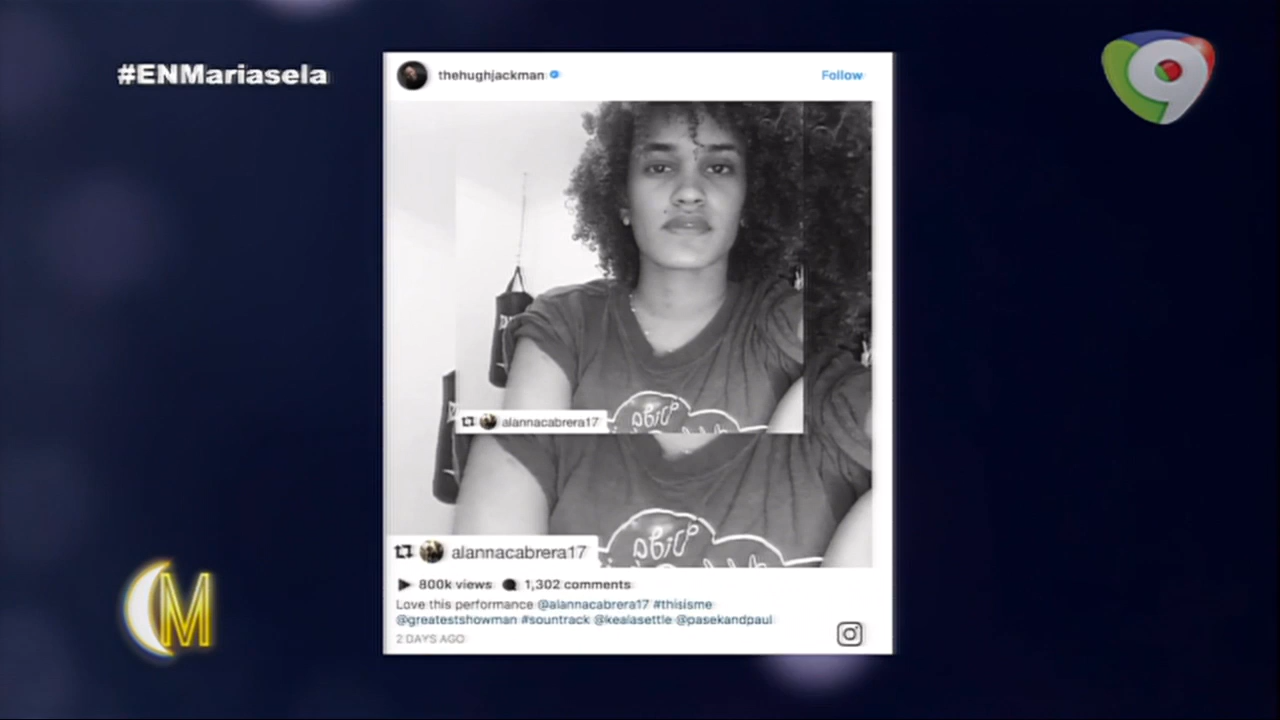 #ENMariasela
9
thehughjackman
Follow
alannacabrera17
alannacabrera17
800k views 1,302 comments
Love this performance @alannacabrera17 #thisisme
@greatestshowman #sountrack @kealasettle @pasekandpaul
2 DAYS AGO
M